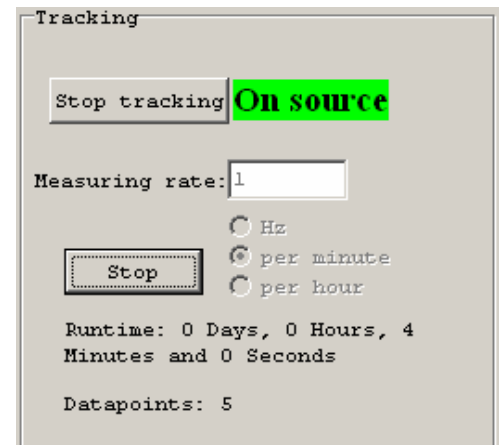 Tracking
Stop tracking On source
Measuring rate: 1
Hz
per minute
Stop
per hour
Runtime: 0 Days, 0 Hours, 4
Minutes and 0 Seconds
Datapoints: 5